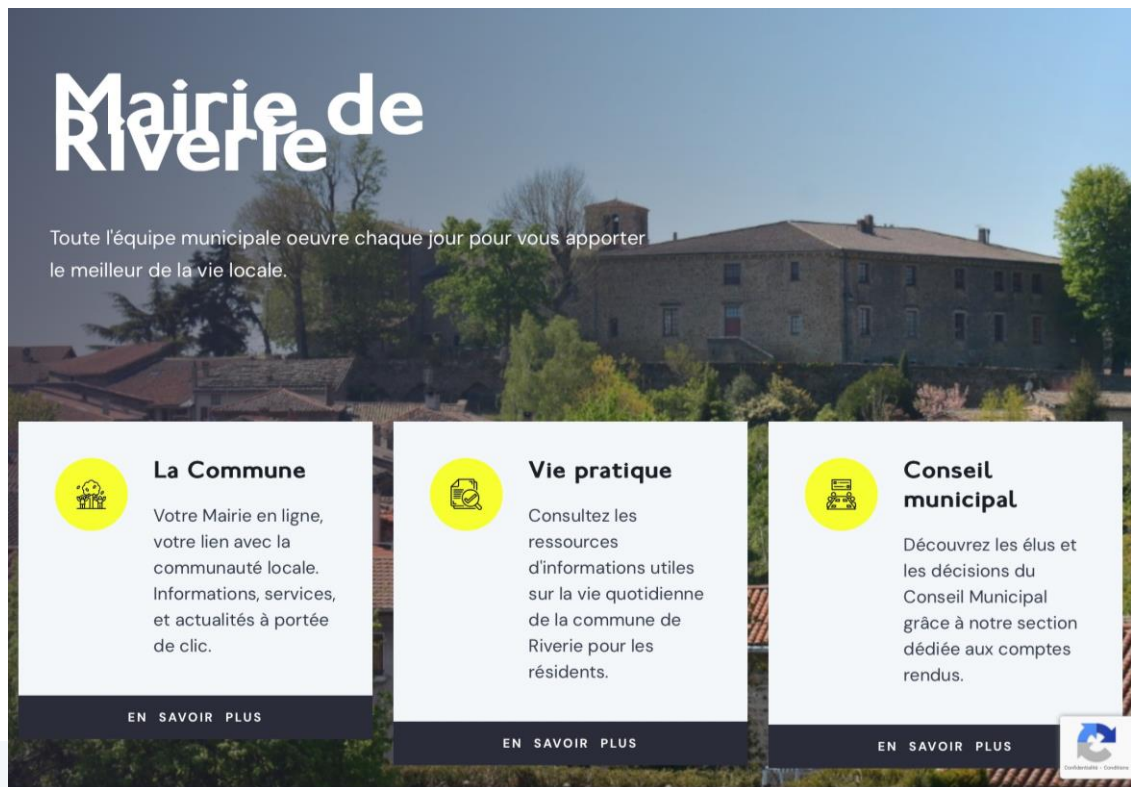 Mairie de
Riverie
Toute l'équipe municipale oeuvre chaque jour pour vous apporter
le meilleur de la vie locale.
La Commune
Votre Mairie en ligne,
votre lien avec la
communauté locale.
Informations, services,
et actualités à portée
de clic.
EN SAVOIR PLUS
Vie pratique
Consultez les
ressources
d'informations utiles
sur la vie quotidienne
de la commune de
Riverie pour les
résidents.
EN SAVOIR PLUS
Conseil
municipal
Découvrez les élus et
les décisions du
Conseil Municipal
grâce à notre section
dédiée aux comptes
rendus.
EN SAVOIR PLUS
Confidentialité - Conditions